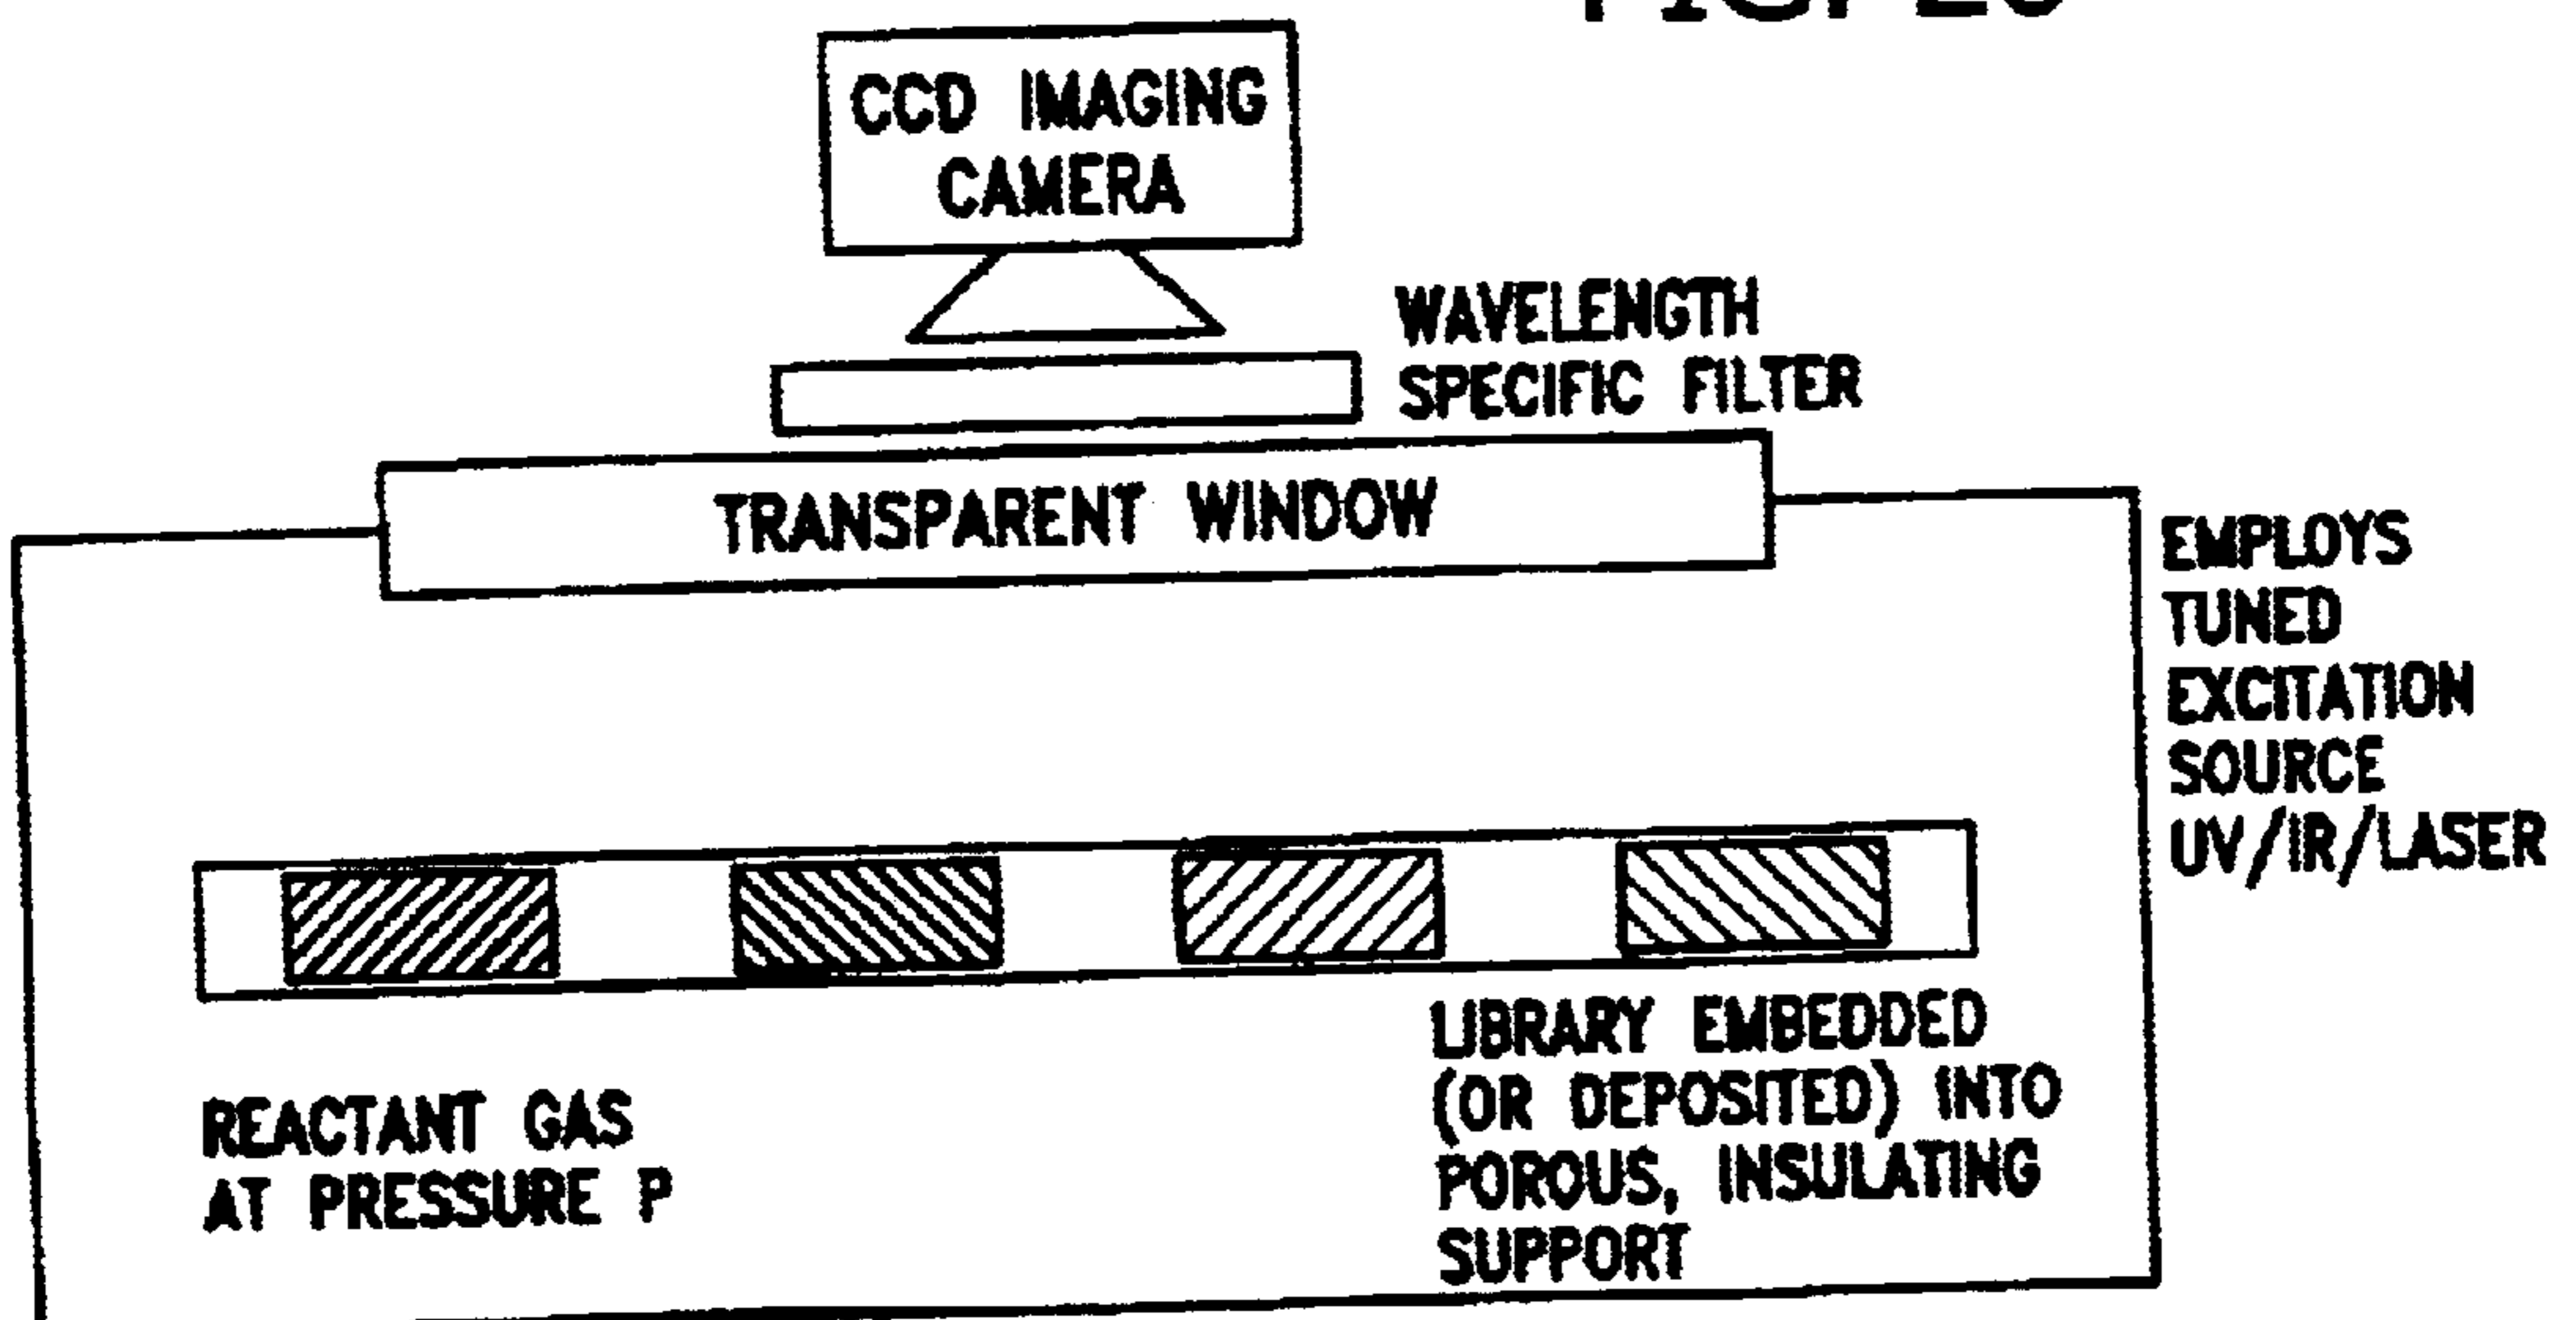 CCD IMAGING
CAMERA
WAVELENGTH
SPECIFIC FILTER
TRANSPARENT WINDOW
EMPLOYS
TUNED
EXCITATION
SOURCE
UV/IR/LASER
LIBRARY EMBEDDED
(OR DEPOSITED) INTO
POROUS, INSULATING
SUPPORT
REACTANT GAS
AT PRESSURE P